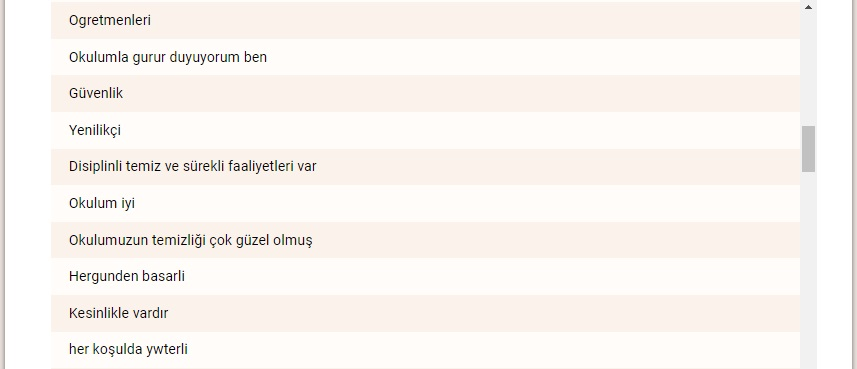 Ogretmenleri
Okulumla gurur duyuyorum ben
Güvenlik
Yenilikçi
Disiplinli temiz ve sürekli faaliyetleri var
Okulum iyi
Okulumuzun temizliği çok güzel olmuş
Hergunden basarli
Kesinlikle vardır
her koşulda ywterli